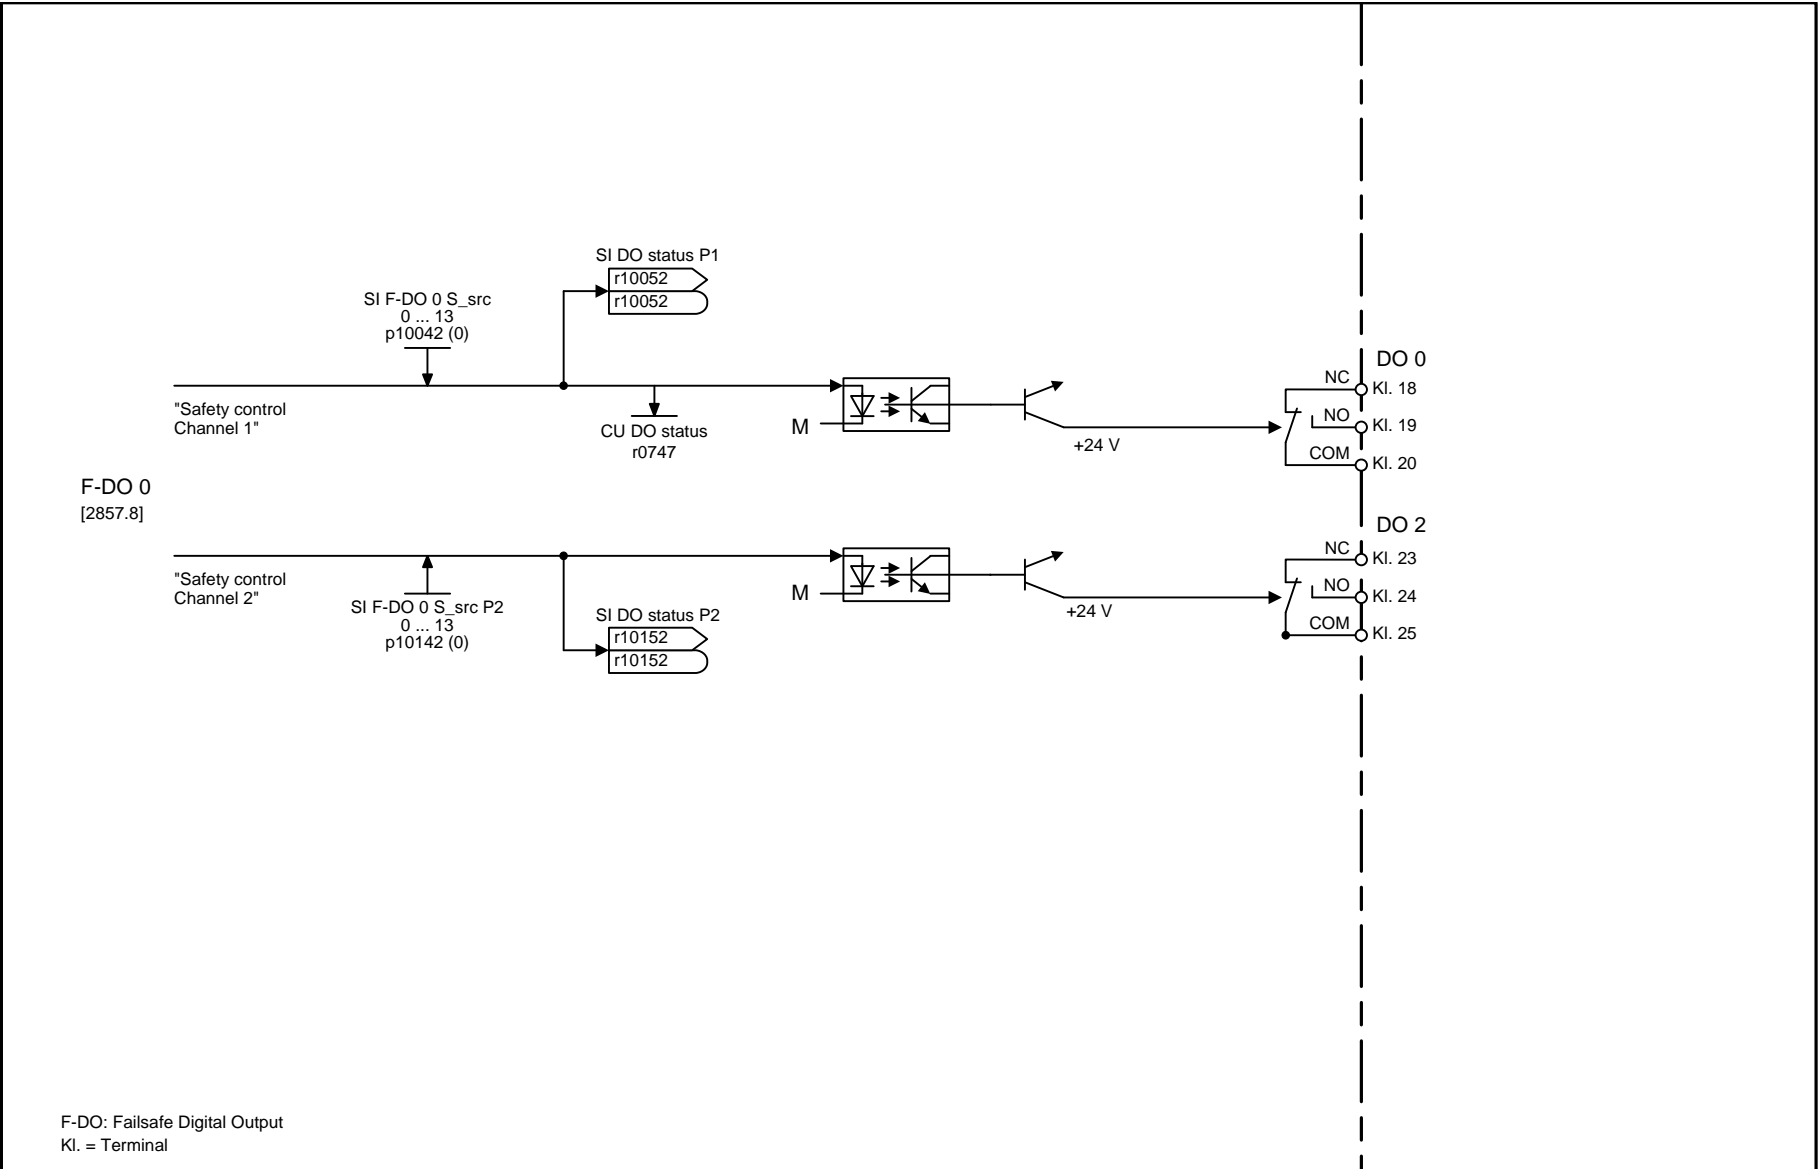 SI DO status P1
r10052
r10052
SI F-DO 0 S_src
0 ... 13
p10042 (0)
"Safety control
Channel 1"
CU DO status
r0747
M
+24 V
DO 0
NC
Kl. 18
NO
Kl. 19
COM
Kl. 20
F-DO 0
[2857.8]
"Safety control
Channel 2"
SI F-DO 0 S_src P2
0 ... 13
p10142 (0)
SI DO status P2
r10152
r10152
M
+24 V
DO 2
NC
Kl. 23
NO
Kl. 24
COM
Kl. 25
F-DO: Failsafe Digital Output
Kl. = Terminal